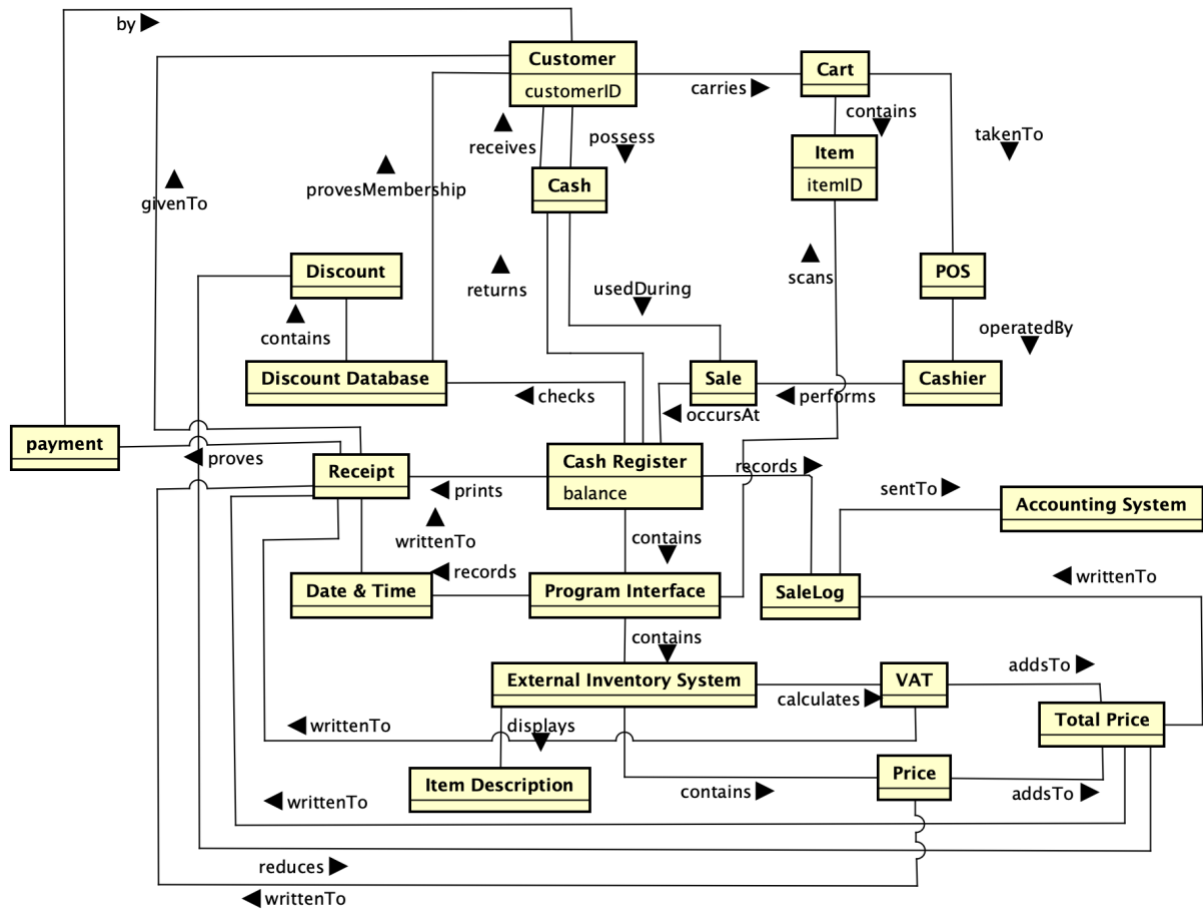 by
Customer
customerID
Cart
carries
contains
receives
possess
takenTo
Item
itemID
provesMembership
Cash
givenTo
Discount
returns
usedDuring
scans
POS
contains
operatedBy
Discount Database
Sale
Cashier
checks
performs
occursAt
payment
proves
Receipt
Cash Register
balance
records
prints
sentTo
Accounting System
writtenTo
contains
records
writtenTo
Date & Time
Program Interface
SaleLog
contains
External Inventory System
VAT
addsTo
calculates
writtenTo
displays
Total Price
Item Description
Price
contains
addsTo
writtenTo
reduces
writtenTo